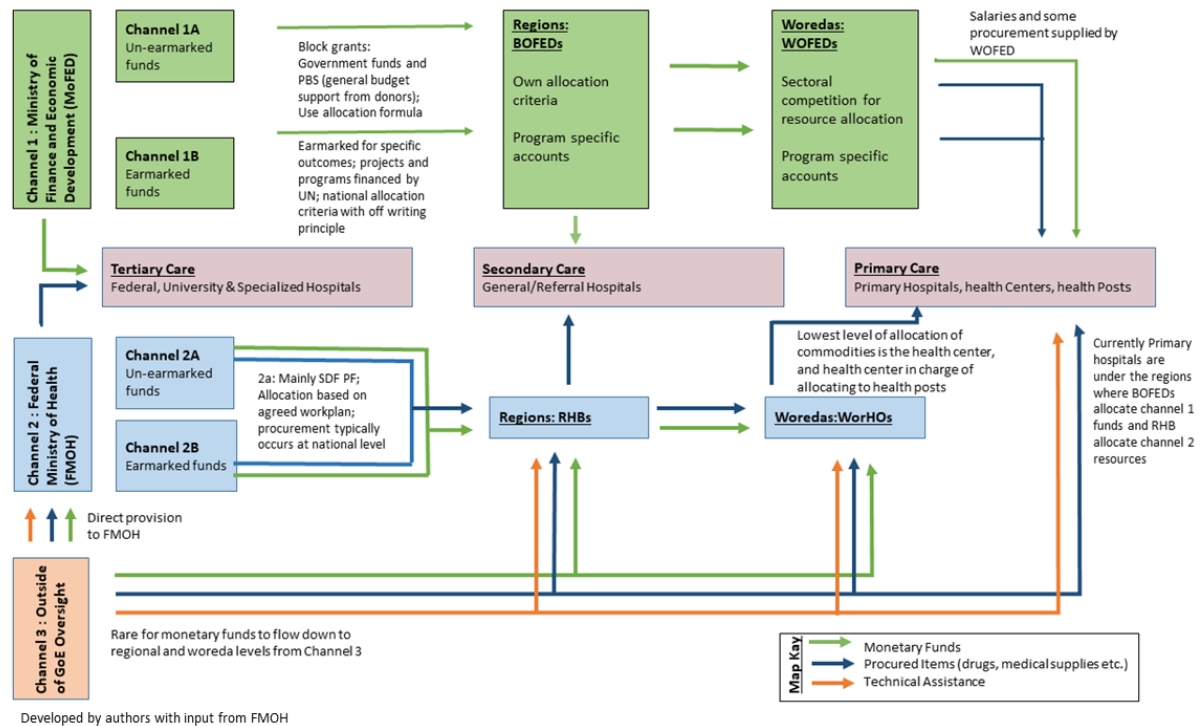 Channel 1 : Ministry of
Finance and Economic
Development (MoFED)
Channel 1A
Un-earmarked
funds
Channel 1B
Earmarked
funds
Block grants:
Government funds and
PBS (general budget
support from donors);
Use allocation formula
Earmarked for specific
outcomes; projects and
programs financed by
UN; national allocation
criteria with off writing
principle
Regions:
BOFEDs
Own allocation
criteria
Program specific
accounts
Woredas:
WOFEDs
Sectoral
competition for
resource allocation
Program specific
accounts
Salaries and some
procurement supplied by
WOFED
Tertiary Care
Federal, University & Specialized Hospitals
Secondary Care
General/Referral Hospitals
Primary Care
Primary Hospitals, health Centers, health Posts
Channel 2 : Federal
Ministry of Health
(FMOH)
Channel 2A
Un-earmarked
funds
Channel 2B
Earmarked funds
2a: Mainly SDF PF;
Allocation based on
agreed workplan;
procurement typically
occurs at national level
Regions: RHBs
Lowest level of allocation of
commodities is the health center,
and health center in charge of
allocating to health posts
Woredas:WorHOs
Currently Primary
hospitals are
under the regions
where BOFEDs
allocate channel 1
funds and RHB
allocate channel 2
resources
Direct provision
to FMOH
Channel 3 : Outside
of GoE Oversight
Rare for monetary funds to flow down to
regional and woreda levels from Channel 3
Map Kay
Monetary Funds
Procured Items (drugs, medical supplies etc.)
Technical Assistance
Developed by authors with input from FMOH